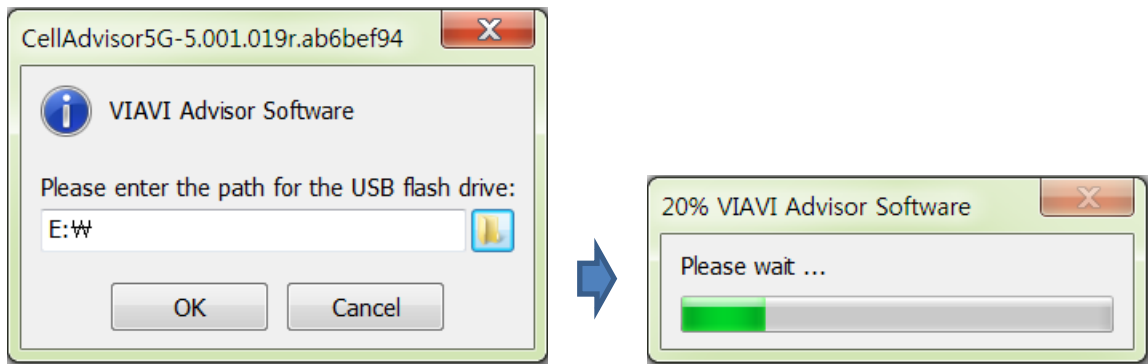 CellAdvisor5G-5.001.019r.ab6bef94
VIAVI Advisor Software
Please enter the path for the USB flash drive:
E:₩
OK
Cancel
20% VIAVI Advisor Software
Please wait ...